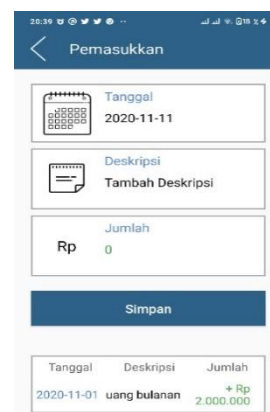 20:39
Pemasukkan
Tanggal
2020-11-11
Deskripsi
Tambah Deskripsi
Jumlah
Rp 0
Simpan
Tanggal Deskripsi Jumlah
2020-11-01 uang bulanan + Rp 2.000.000